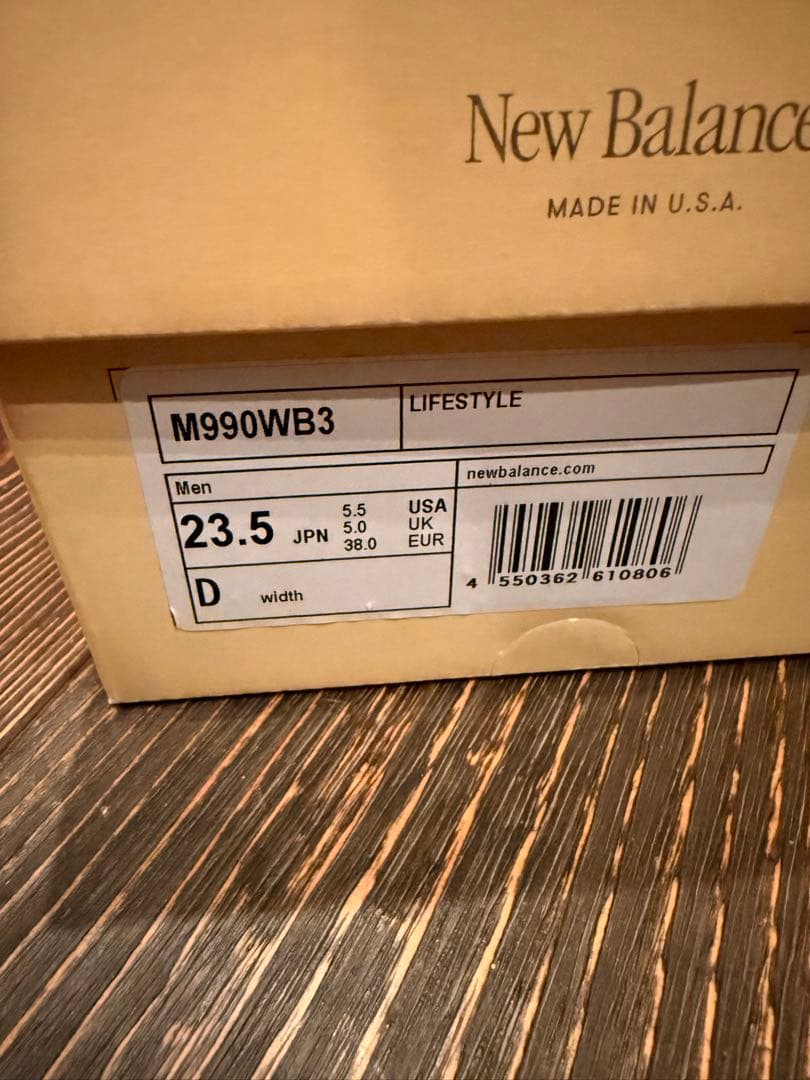 New Balance
MADE IN U.S.A.
M990WB3
LIFESTYLE
Men
newbalance.com
23.5 JPN
5.5 USA
5.0 UK
38.0 EUR
D width
4 550362 610806